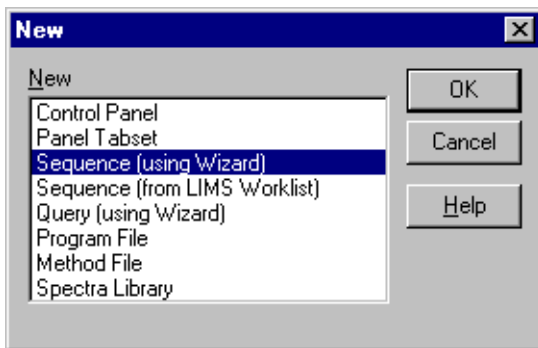 New
New
OK
Control Panel
Panel Tabset
Cancel
Sequence (using Wizard)
Sequence (from LIMS Worklist)
Help
Query (using Wizard)
Program File
Method File
Spectra Library